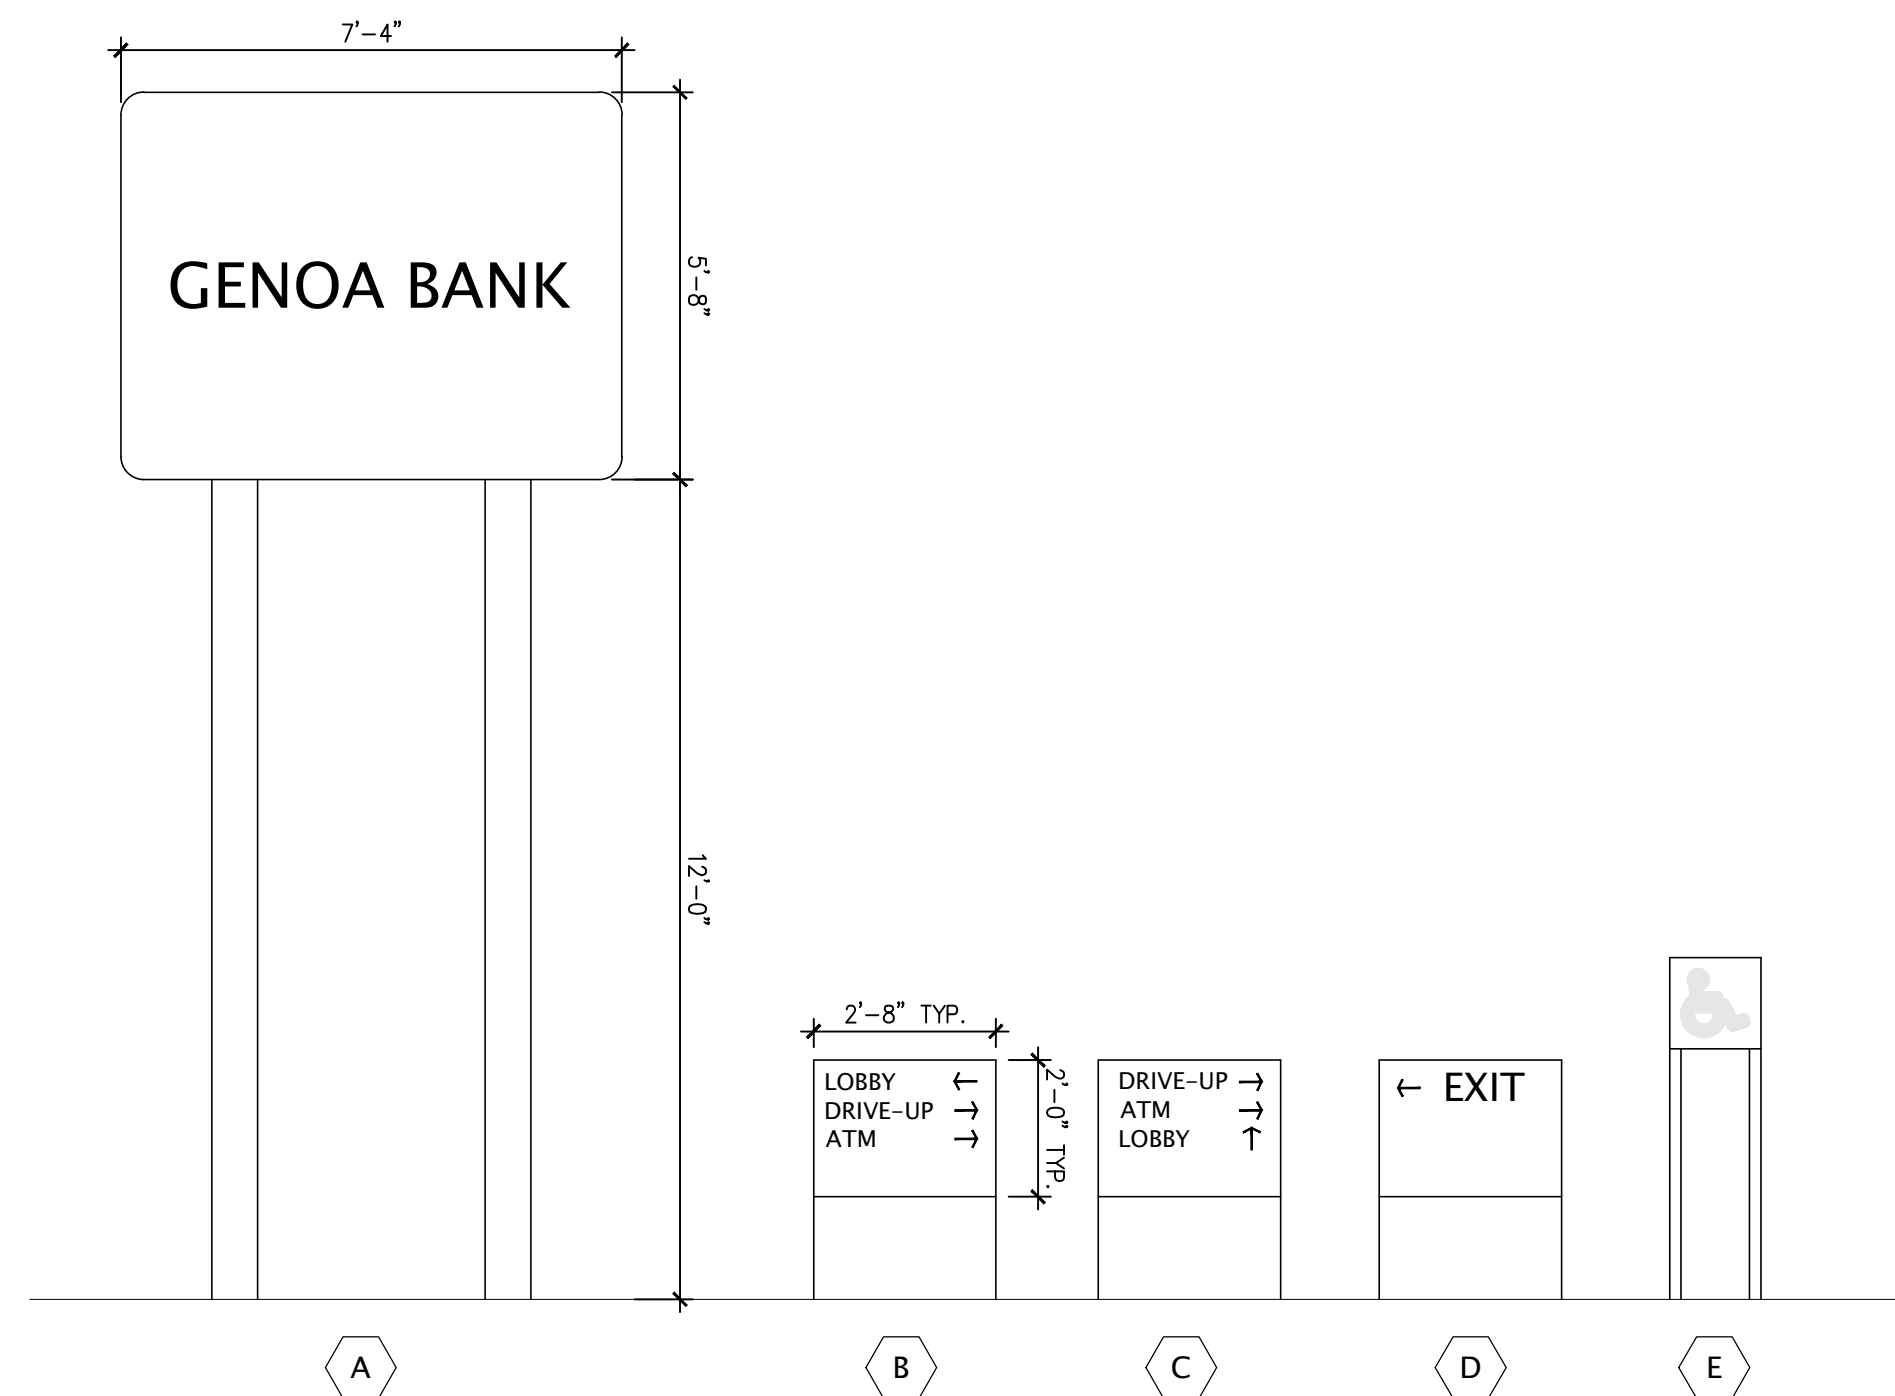 7'-4"
GENOA BANK
5'-8"
12'-0"
2'-8" TYP.
2'-0" TYP.
LOBBY ←
DRIVE-UP →
ATM →
DRIVE-UP →
ATM →
LOBBY ↑
← EXIT
A
B
C
D
E